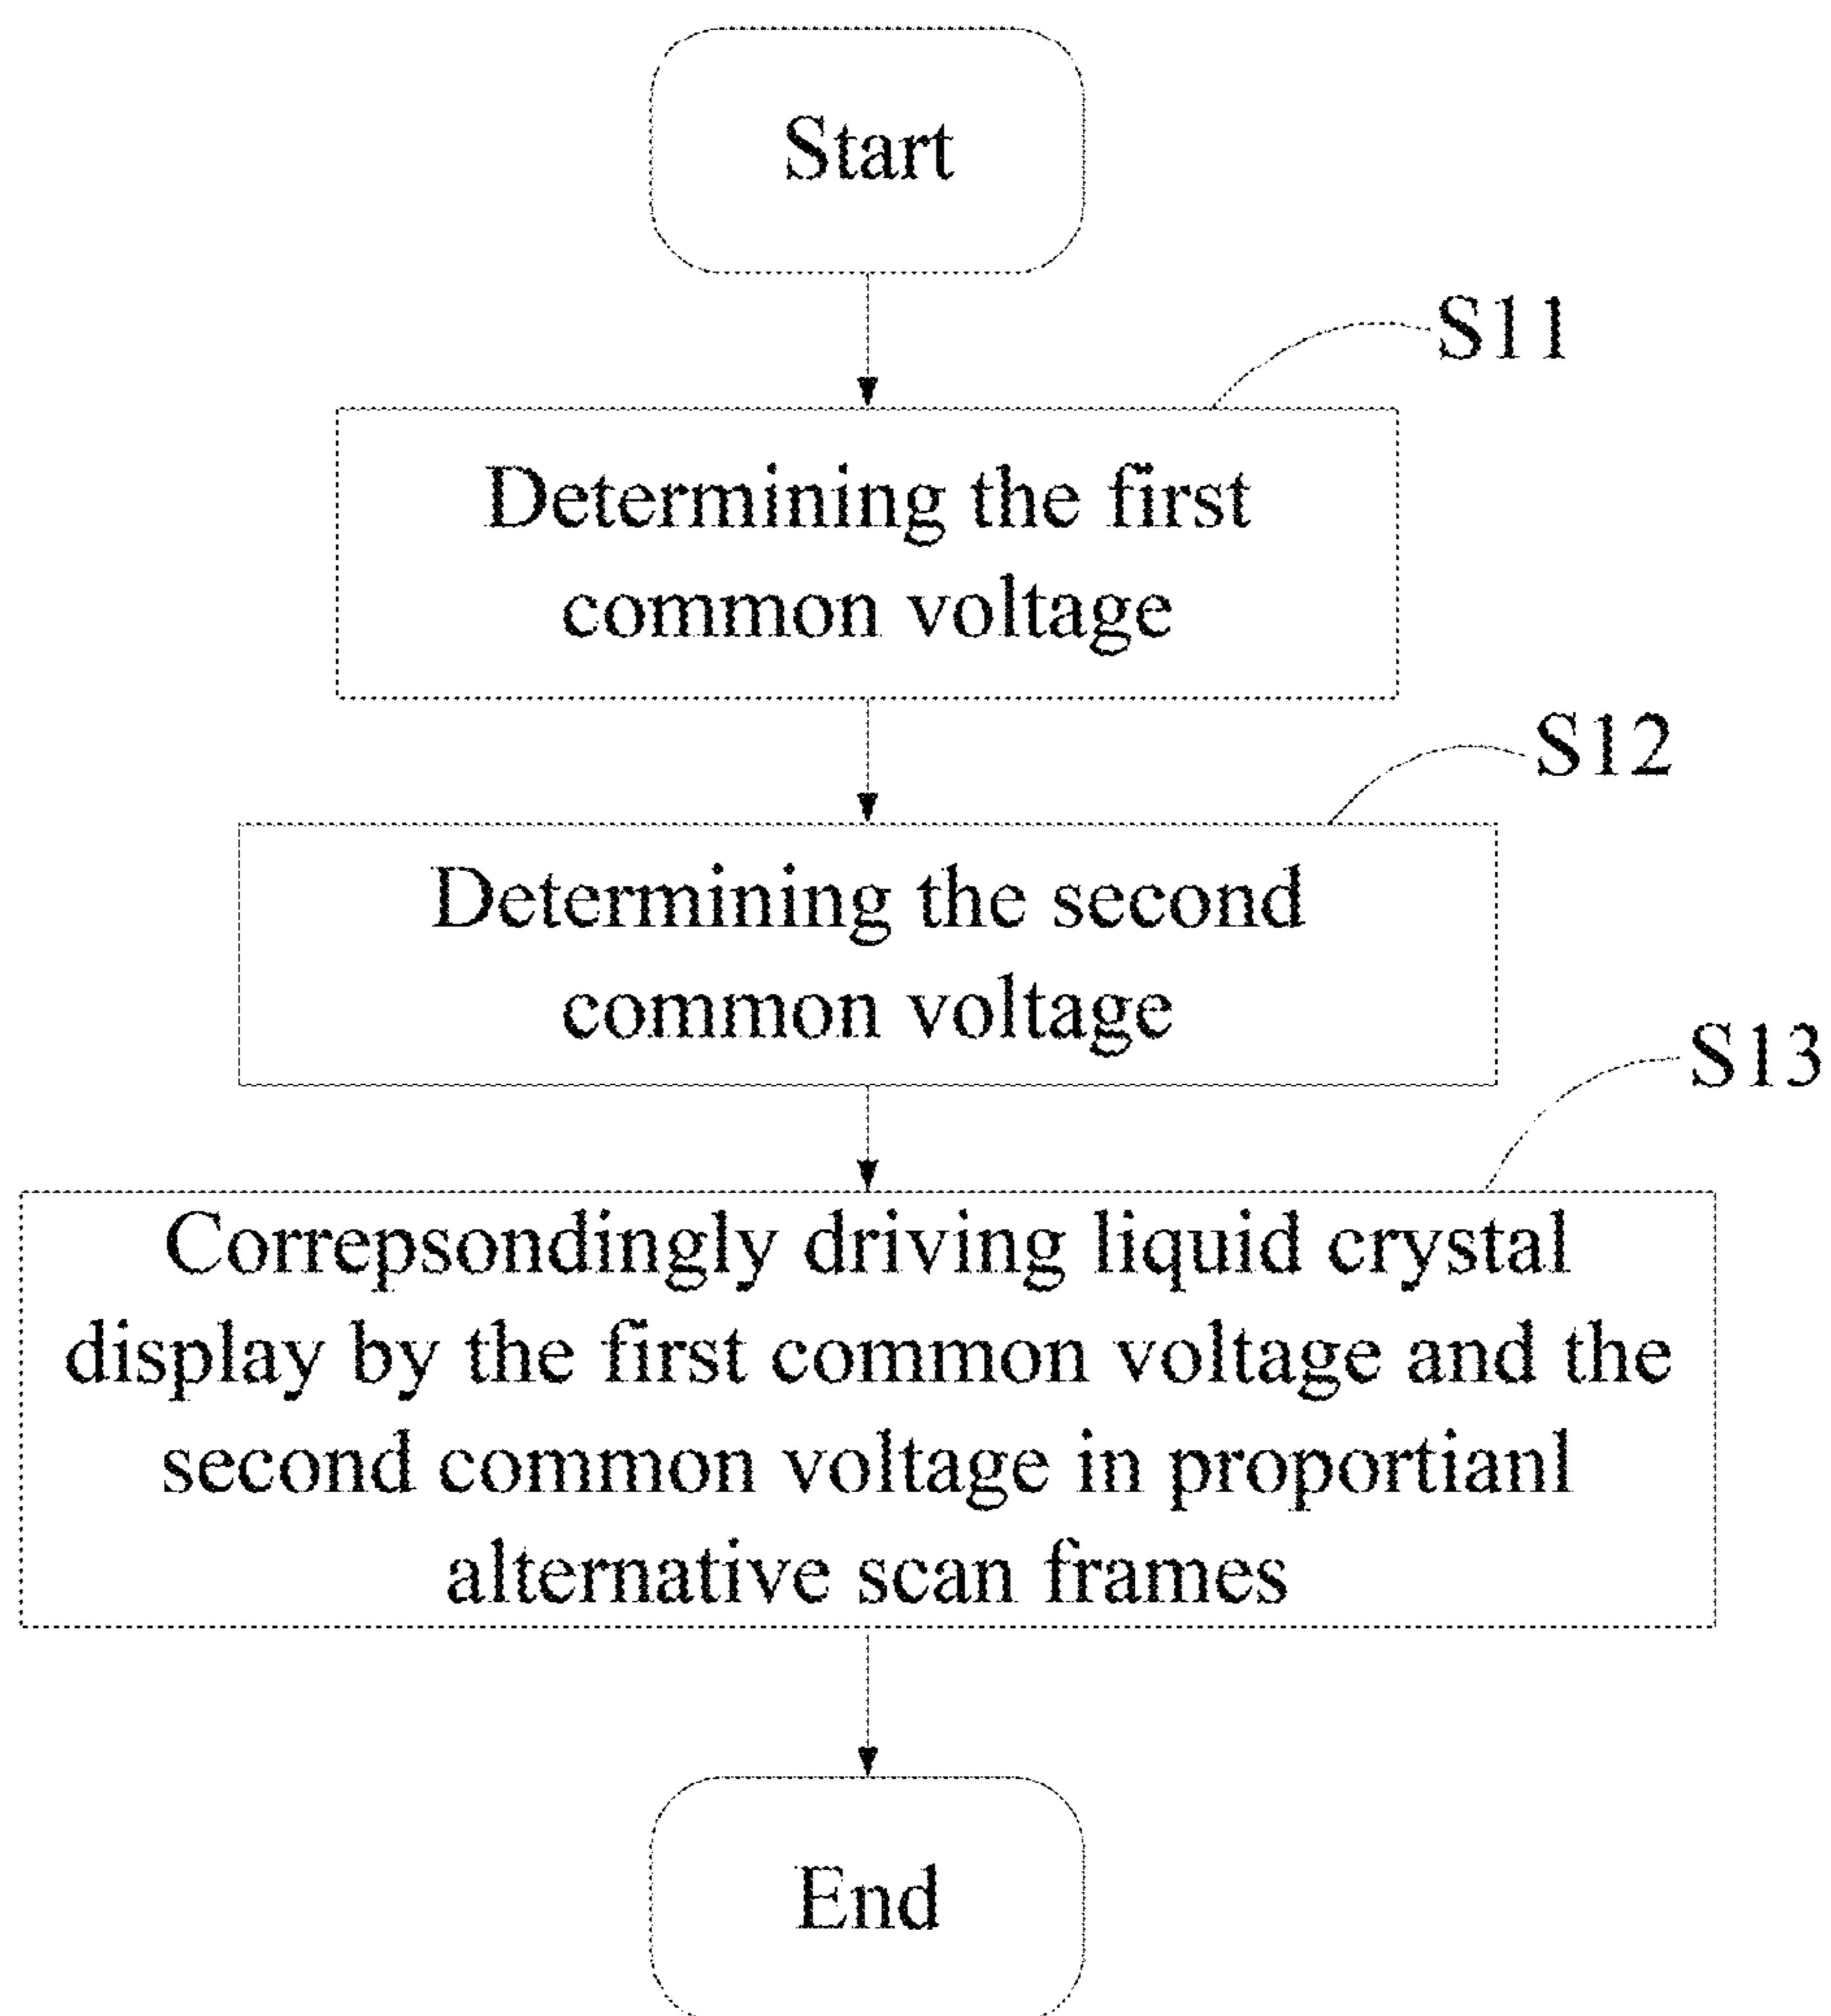 Start
S11
Determining the first
common voltage
S12
Determining the second
common voltage
S13
Correpsondingly driving liquid crystal
display by the first common voltage and the
second common voltage in proportianl
alternative scan frames
End